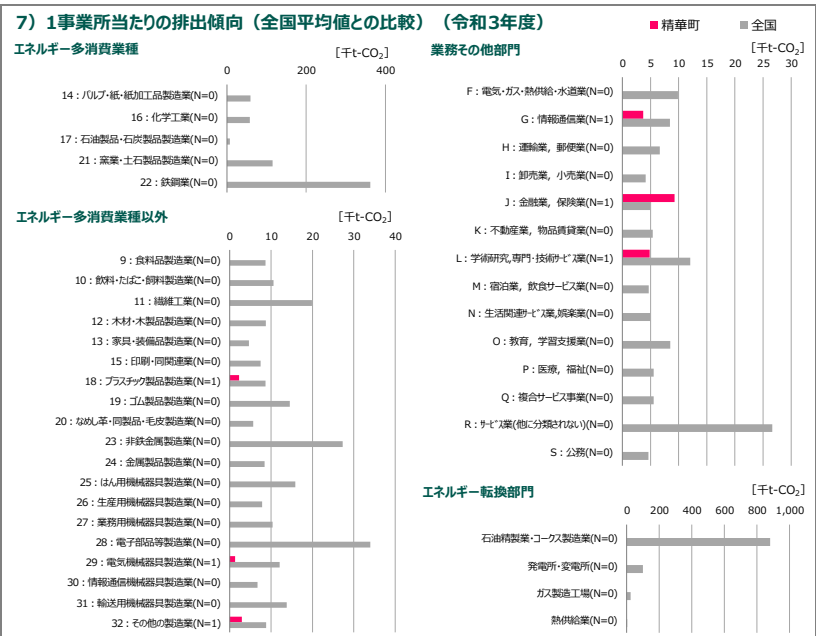 7）1事業所当たりの排出傾向（全国平均値との比較）（令和3年度）
精華町 全国
エネルギー多消費業種
[千t-CO₂]
0 200 400
14：パルプ・紙・紙加工品製造業(N=0)
16：化学工業(N=0)
17：石油製品・石炭製品製造業(N=0)
21：窯業・土石製品製造業(N=0)
22：鉄鋼業(N=0)
エネルギー多消費業種以外
[千t-CO₂]
0 10 20 30 40
9：食料品製造業(N=0)
10：飲料・たばこ・飼料製造業(N=0)
11：繊維工業(N=0)
12：木材・木製品製造業(N=0)
13：家具・装備品製造業(N=0)
15：印刷・同関連業(N=0)
18：プラスチック製品製造業(N=1)
19：ゴム製品製造業(N=0)
20：なめし革・同製品・毛皮製造業(N=0)
23：非鉄金属製造業(N=0)
24：金属製品製造業(N=0)
25：はん用機械器具製造業(N=0)
26：生産用機械器具製造業(N=0)
27：業務用機械器具製造業(N=0)
28：電子部品等製造業(N=0)
29：電気機械器具製造業(N=1)
30：情報通信機械器具製造業(N=0)
31：輸送用機械器具製造業(N=0)
32：その他の製造業(N=1)
業務その他部門
[千t-CO₂]
0 5 10 15 20 25 30
F：電気・ガス・熱供給・水道業(N=0)
G：情報通信業(N=1)
H：運輸業，郵便業(N=0)
I：卸売業，小売業(N=0)
J：金融業，保険業(N=1)
K：不動産業，物品賃貸業(N=0)
L：学術研究,専門・技術ｻｰﾋﾞｽ業(N=1)
M：宿泊業，飲食サービス業(N=0)
N：生活関連ｻｰﾋﾞｽ業,娯楽業(N=0)
O：教育，学習支援業(N=0)
P：医療，福祉(N=0)
Q：複合サービス事業(N=0)
R：ｻｰﾋﾞｽ業(他に分類されない)(N=0)
S：公務(N=0)
エネルギー転換部門
[千t-CO₂]
0 200 400 600 800 1,000
石油精製業・コークス製造業(N=0)
発電所・変電所(N=0)
ガス製造工場(N=0)
熱供給業(N=0)